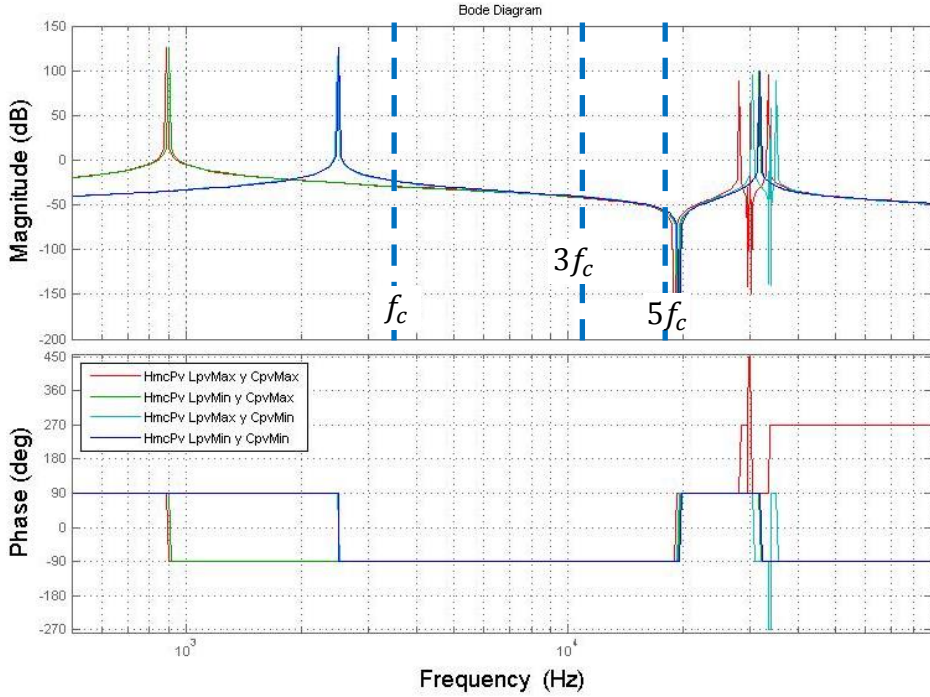 Bode Diagram
150
100
50
0
-50
-100
-150
-200
Magnitude (dB)
f_c
3f_c
5f_c
450
360
270
180
90
0
-90
-180
-270
Phase (deg)
HmcPv LpvMax y CpvMax
HmcPv LpvMin y CpvMax
HmcPv LpvMax y CpvMin
HmcPv LpvMin y CpvMin
10^3
10^4
Frequency (Hz)